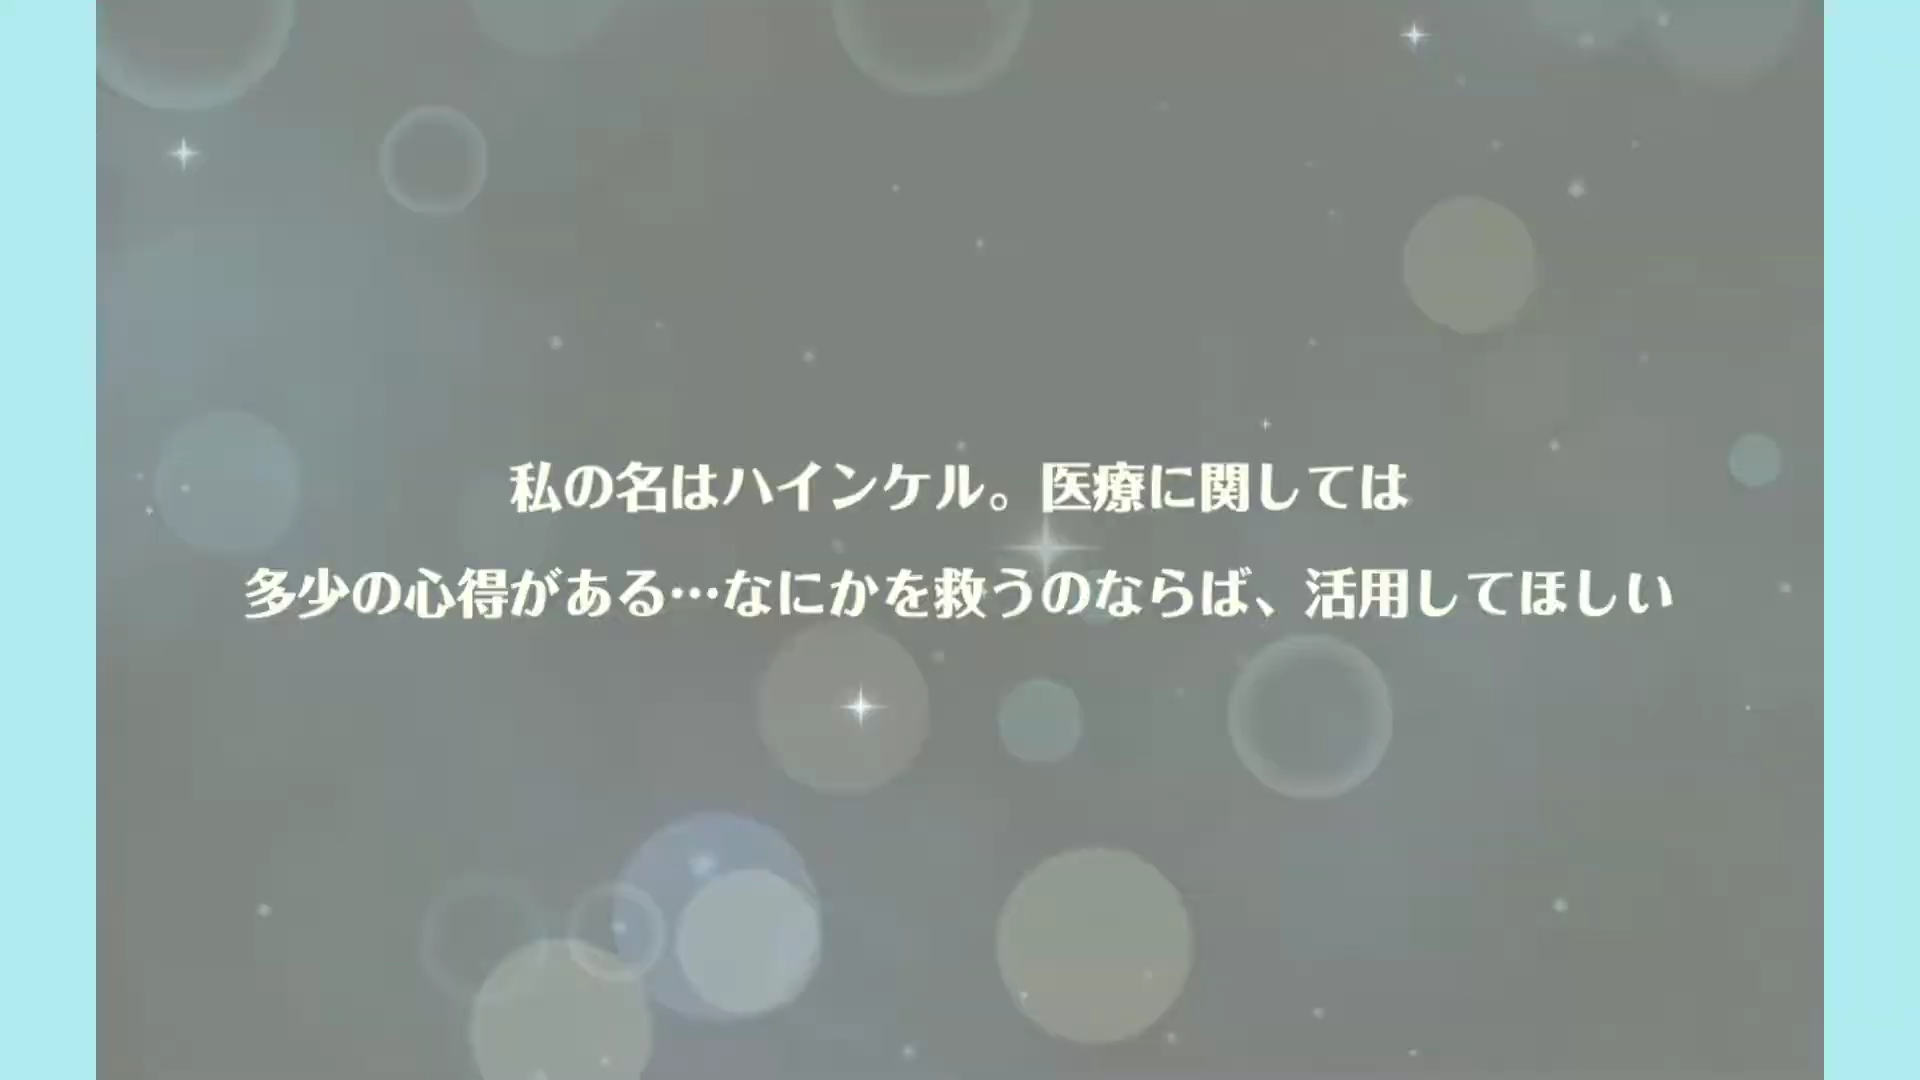 私の名はハインケル。医療に関しては
多少の心得がある…なにかを救うのならば、活用してほしい